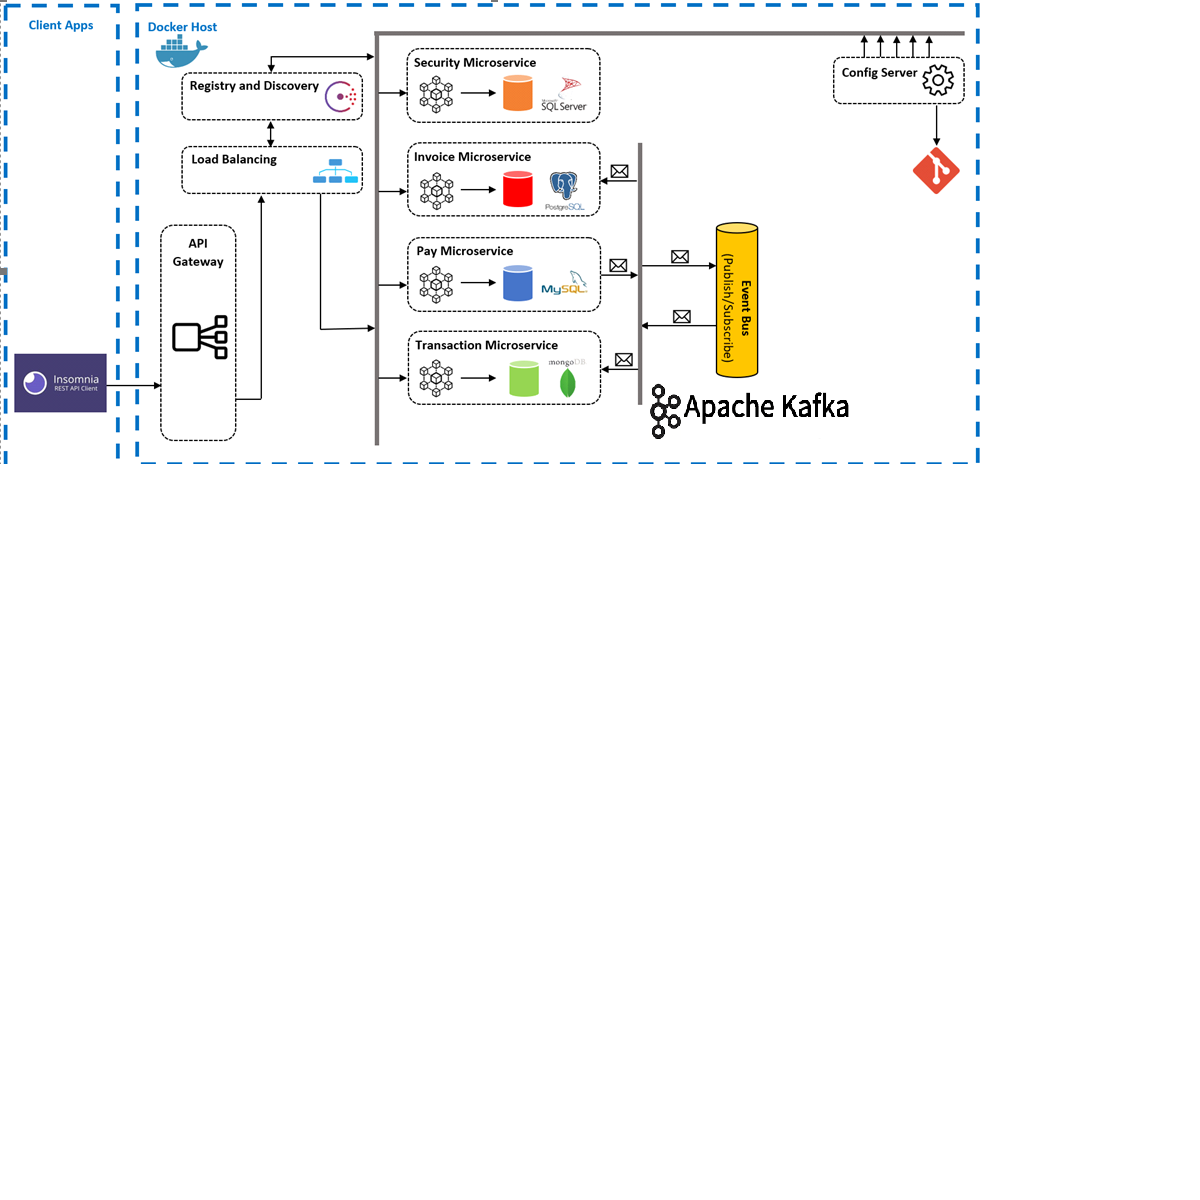 Client Apps
Docker Host
Registry and Discovery
Load Balancing
API
Gateway
Insomnia
REST API Client
Security Microservice
SQL Server
Invoice Microservice
PostgreSQL
Pay Microservice
MySQL
Transaction Microservice
mongoDB
Config Server
Event Bus
(Publish/Subscribe)
Apache Kafka